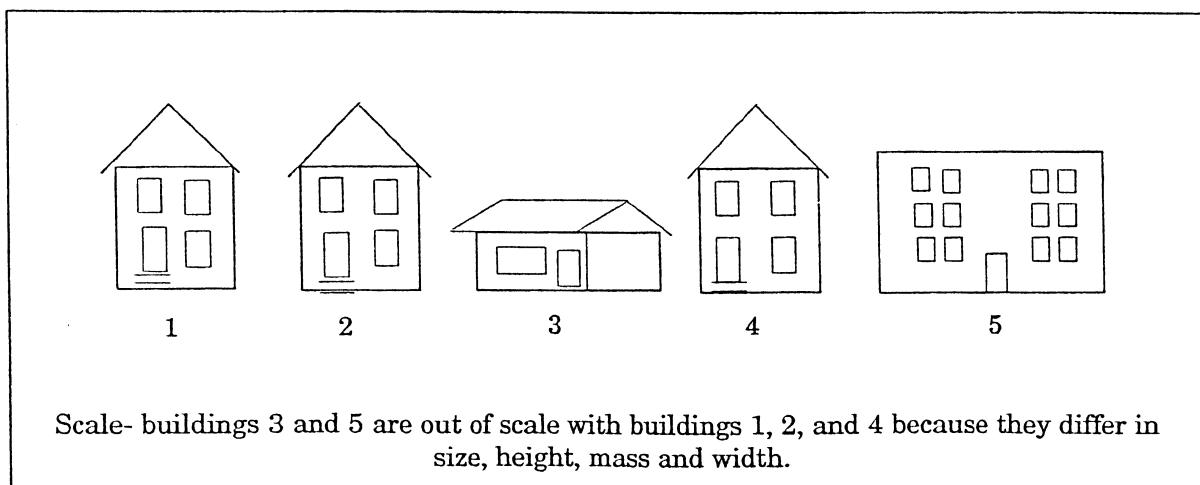 1 2 3 4 5
Scale- buildings 3 and 5 are out of scale with buildings 1, 2, and 4 because they differ in
size, height, mass and width.